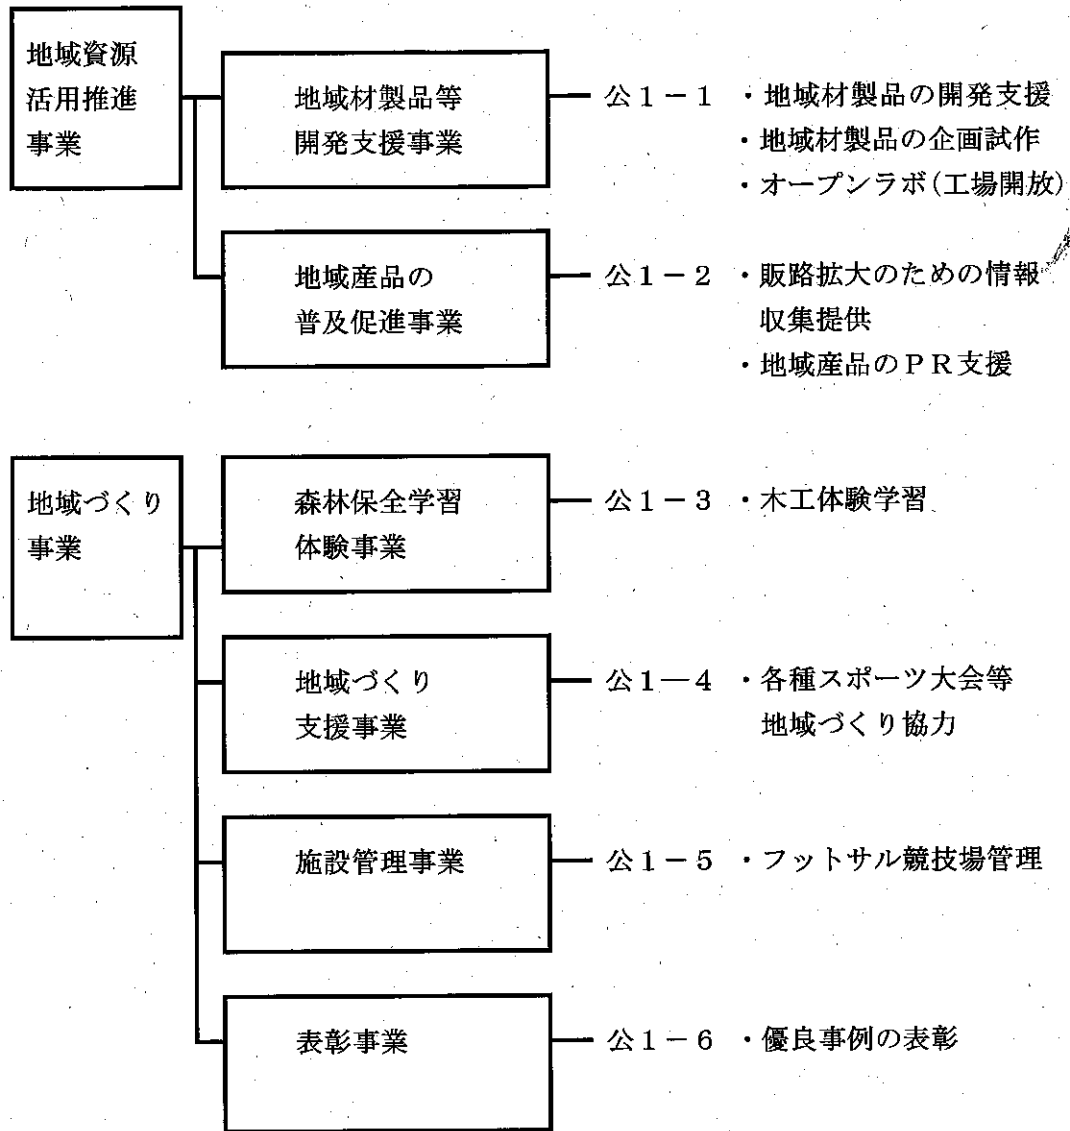 地域資源
活用推進
事業
地域材製品等
開発支援事業
公1-1 ・地域材製品の開発支援
・地域材製品の企画試作
・オープンラボ(工場開放)
地域産品の
普及促進事業
公1-2 ・販路拡大のための情報
収集提供
・地域産品のPR支援
地域づくり
事業
森林保全学習
体験事業
公1-3 ・木工体験学習
地域づくり
支援事業
公1―4 ・各種スポーツ大会等
地域づくり協力
施設管理事業
公1-5 ・フットサル競技場管理
表彰事業
公1-6 ・優良事例の表彰